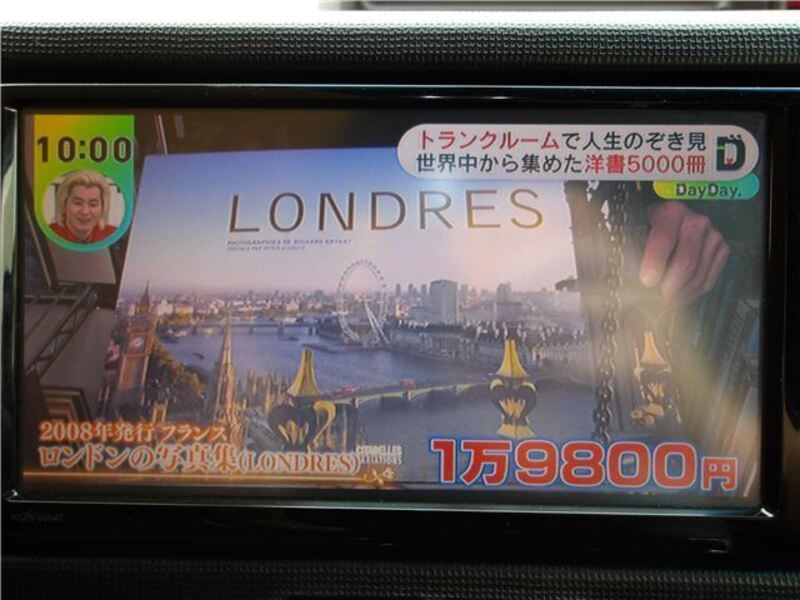 10:00
トランクルームで人生のぞき見
世界中から集めた洋書5000冊
DayDay.
LONDRES
PHOTOGRAPHIES DE RICHARD BRYANT
2008年発行 フランス
ロンドンの写真集(LONDRES)
CITADELLES
1万9800円